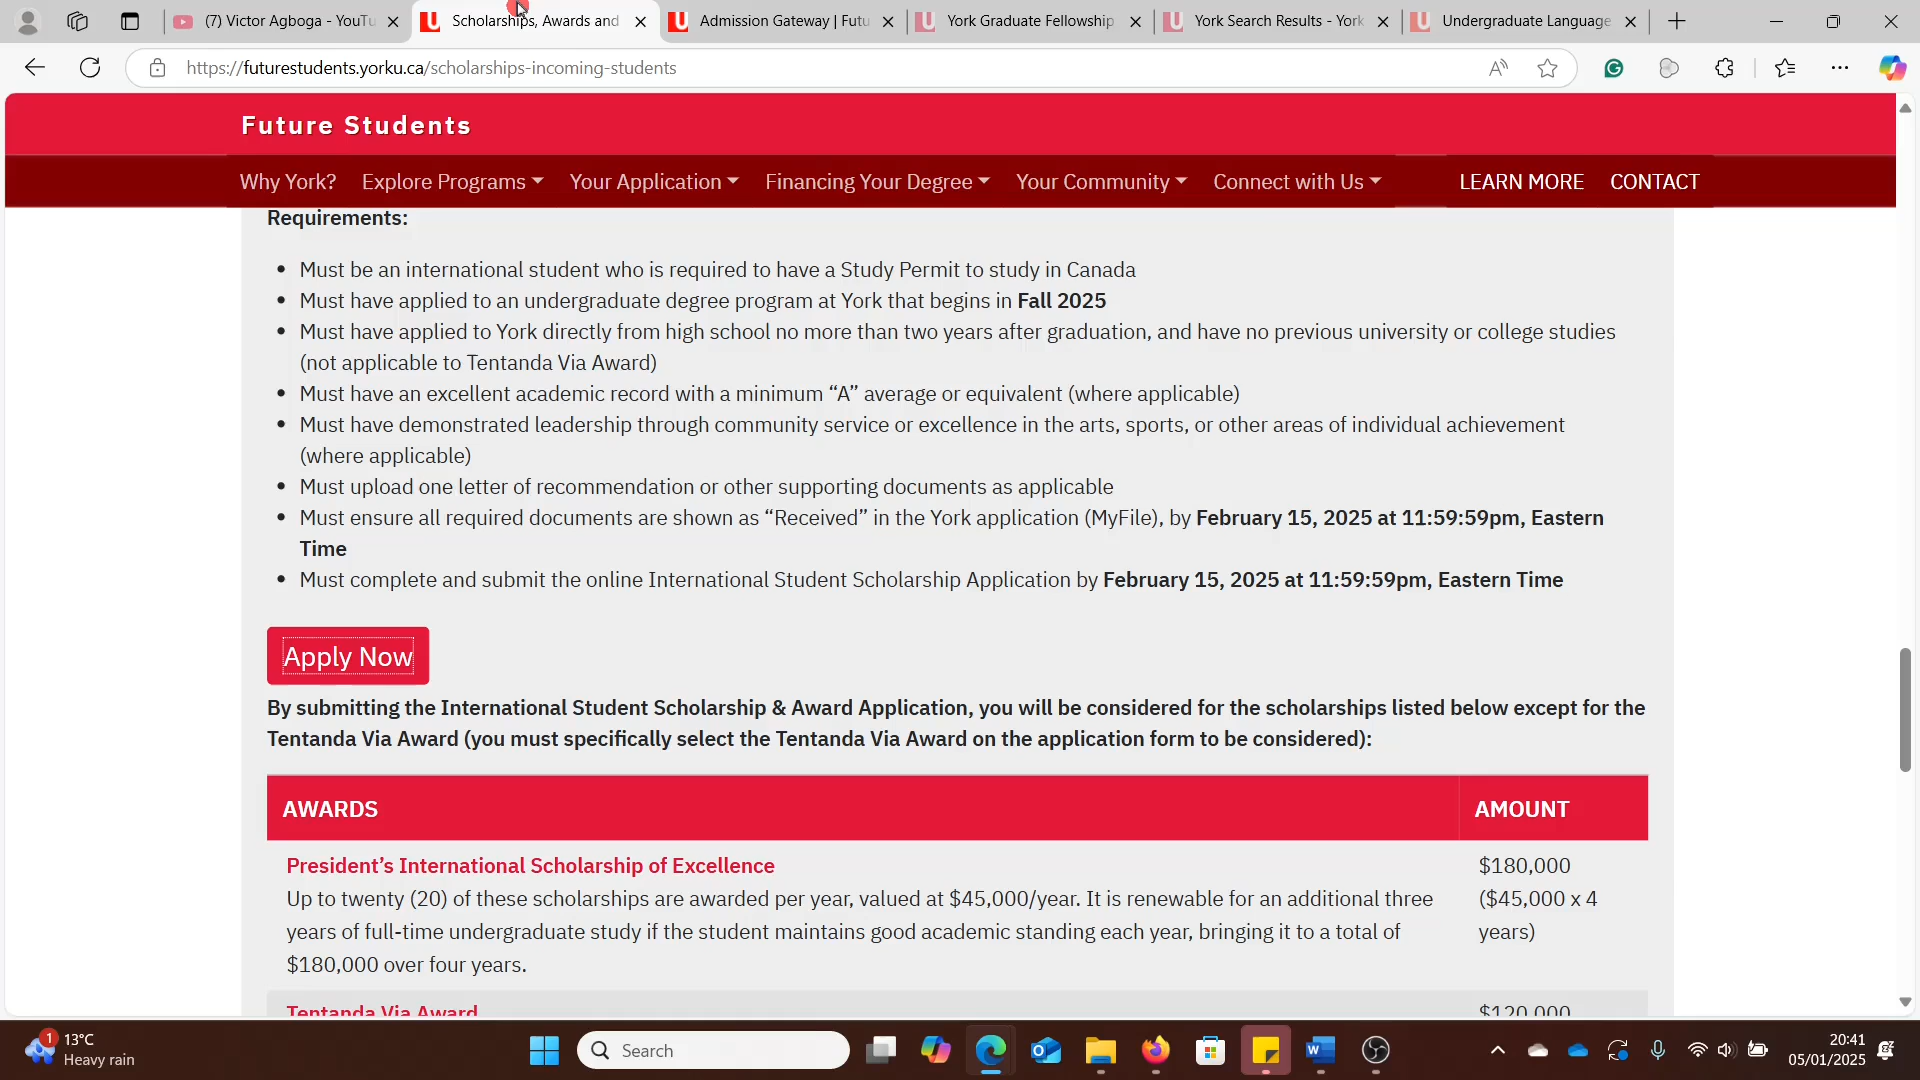 (7) Victor Agboga - YouTu
Scholarships, Awards and
Admission Gateway | Futu
York Graduate Fellowship
York Search Results - York
Undergraduate Language
https://futurestudents.yorku.ca/scholarships-incoming-students
Future Students
Why York? Explore Programs Your Application Financing Your Degree Your Community Connect with Us LEARN MORE CONTACT
Requirements:
• Must be an international student who is required to have a Study Permit to study in Canada
• Must have applied to an undergraduate degree program at York that begins in Fall 2025
• Must have applied to York directly from high school no more than two years after graduation, and have no previous university or college studies
(not applicable to Tentanda Via Award)
• Must have an excellent academic record with a minimum “A” average or equivalent (where applicable)
• Must have demonstrated leadership through community service or excellence in the arts, sports, or other areas of individual achievement
(where applicable)
• Must upload one letter of recommendation or other supporting documents as applicable
• Must ensure all required documents are shown as “Received” in the York application (MyFile), by February 15, 2025 at 11:59:59pm, Eastern
Time
• Must complete and submit the online International Student Scholarship Application by February 15, 2025 at 11:59:59pm, Eastern Time
Apply Now
By submitting the International Student Scholarship & Award Application, you will be considered for the scholarships listed below except for the
Tentanda Via Award (you must specifically select the Tentanda Via Award on the application form to be considered):
AWARDS AMOUNT
President’s International Scholarship of Excellence $180,000
Up to twenty (20) of these scholarships are awarded per year, valued at $45,000/year. It is renewable for an additional three ($45,000 x 4
years of full-time undergraduate study if the student maintains good academic standing each year, bringing it to a total of years)
$180,000 over four years.
Tentanda Via Award $120,000
1
13°C
Heavy rain
Search
20:41
05/01/2025